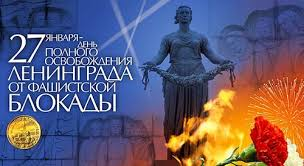 27 ЯНВАРЯ-ДЕНЬ
ПОЛНОГО
ОСВОБОЖДЕНИЯ
ЛЕНИНГРАДА
ОТ ФАШИСТСКОЙ
БЛОКАДЫ